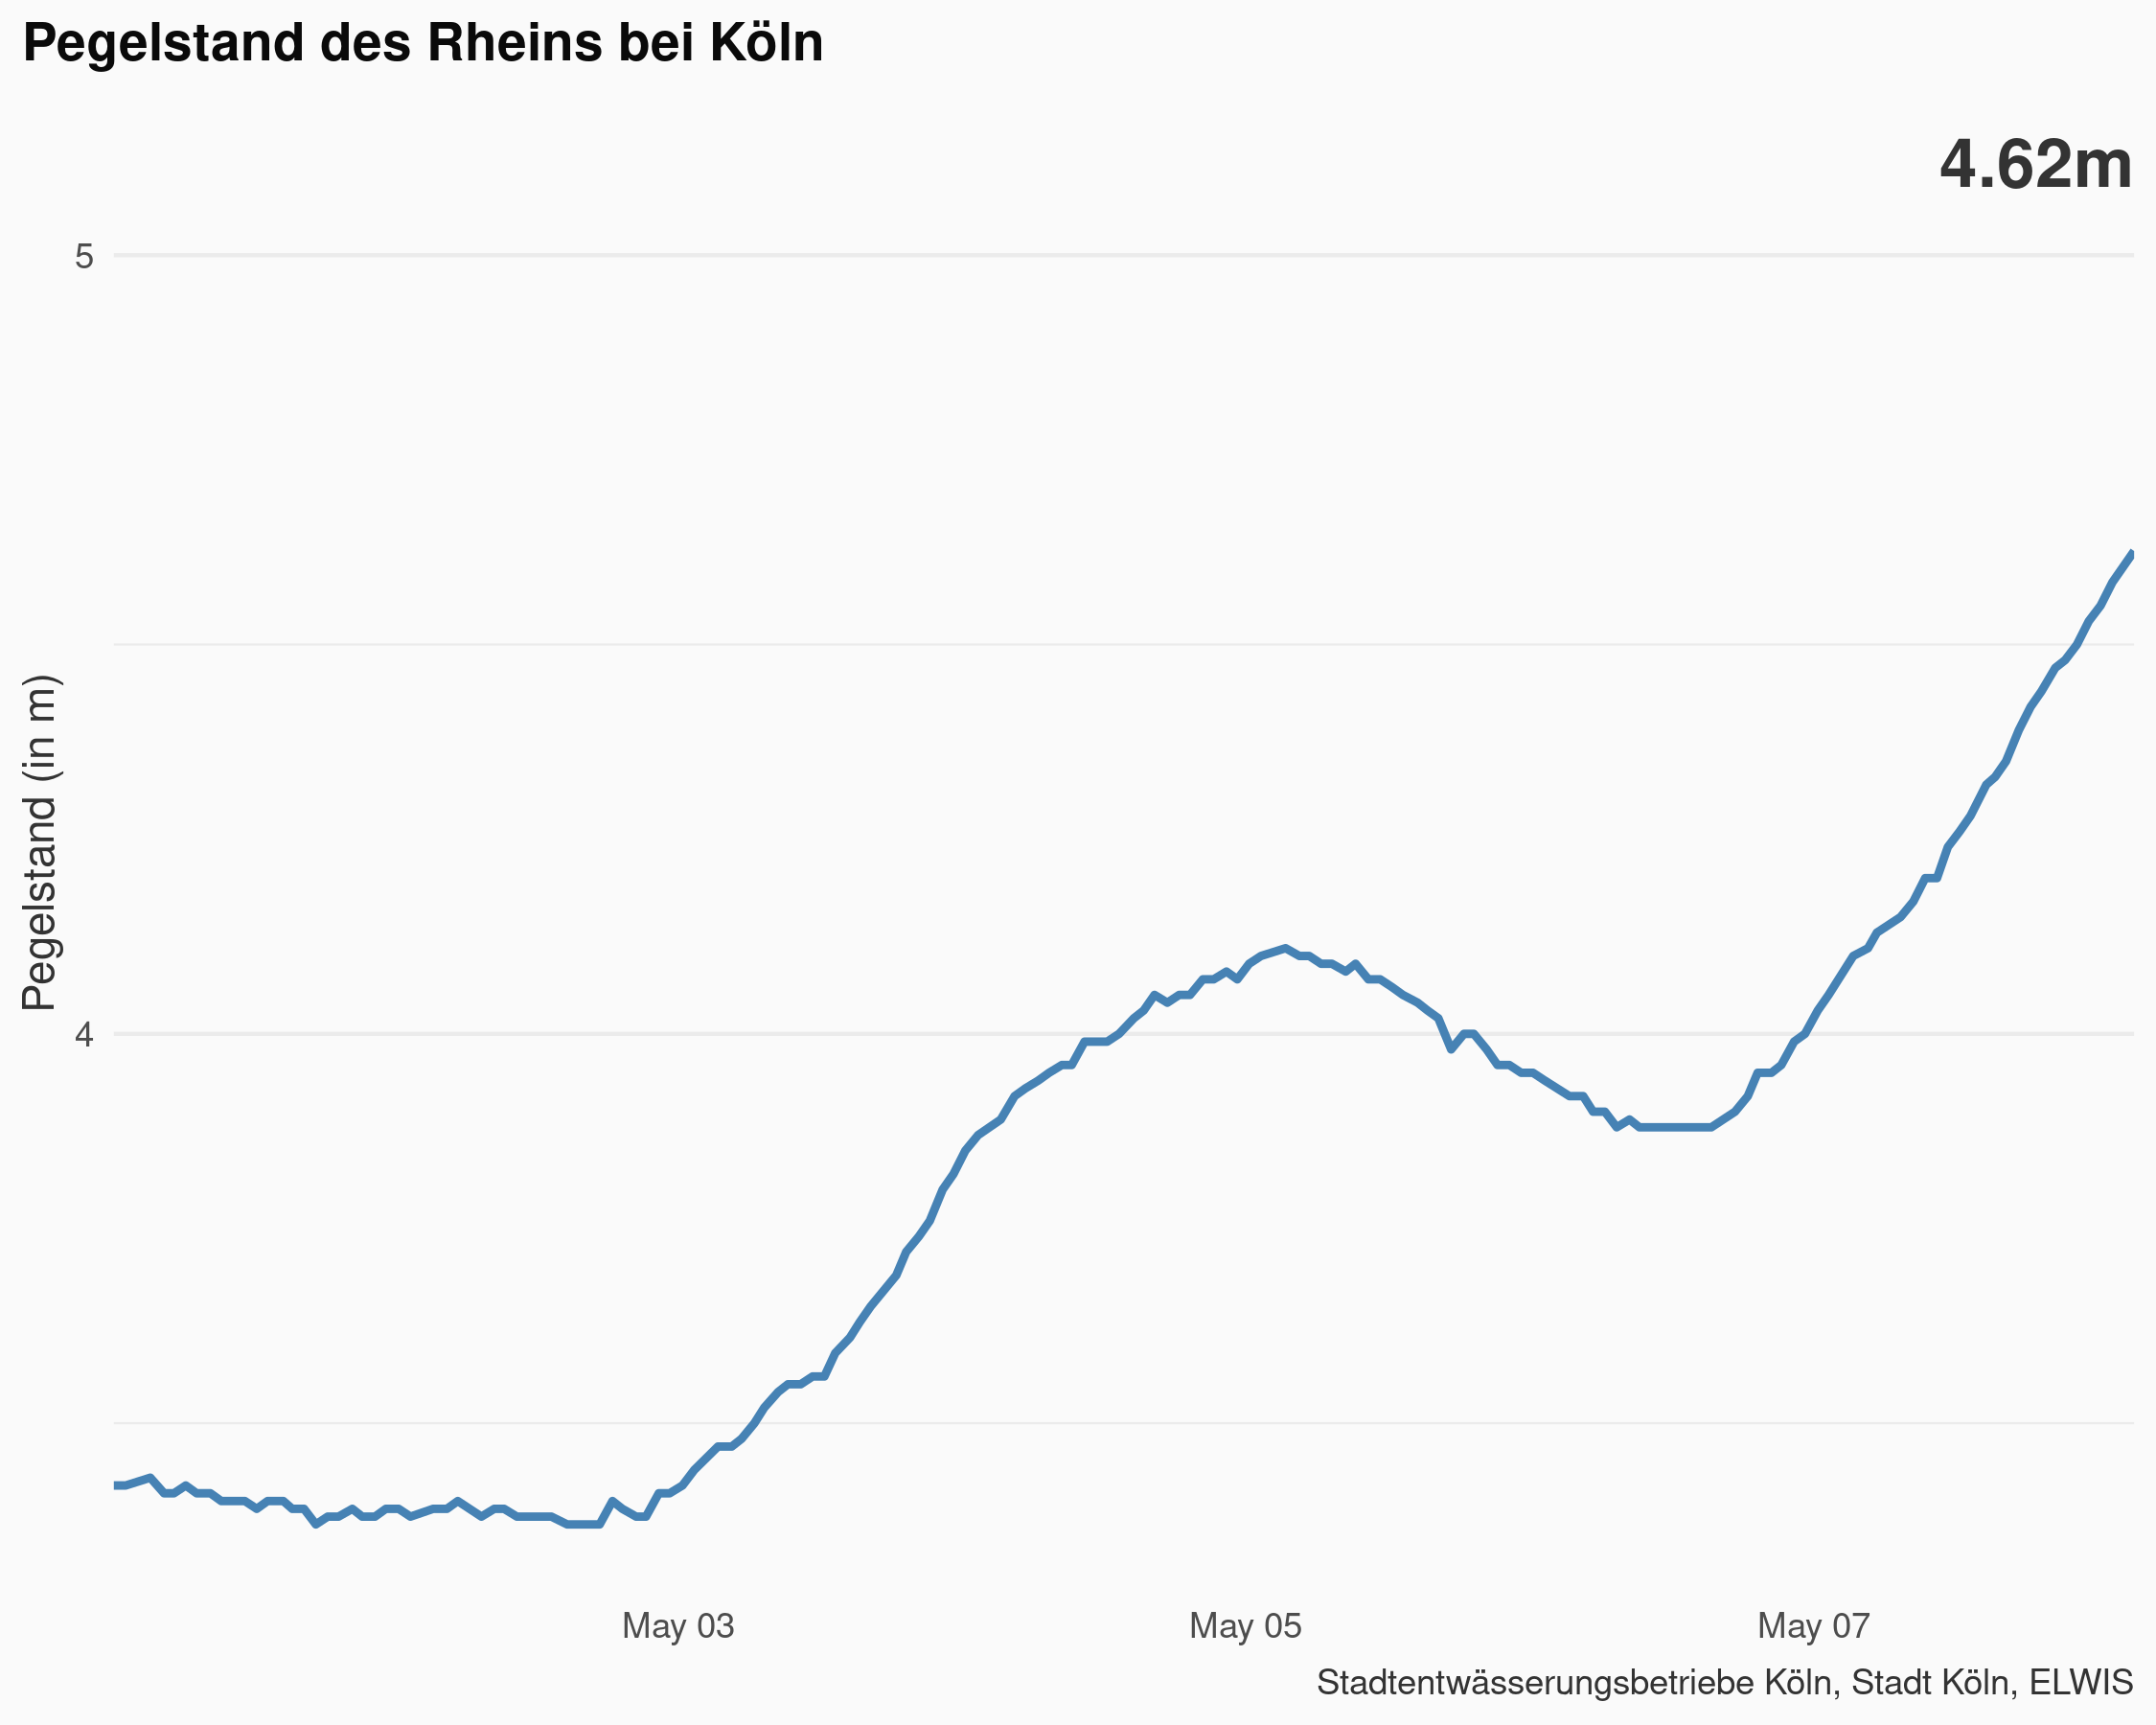 Pegelstand des Rheins bei Köln
4.62m
5
4
Pegelstand (in m)
May 03
May 05
May 07
Stadtentwässerungsbetriebe Köln, Stadt Köln, ELWIS